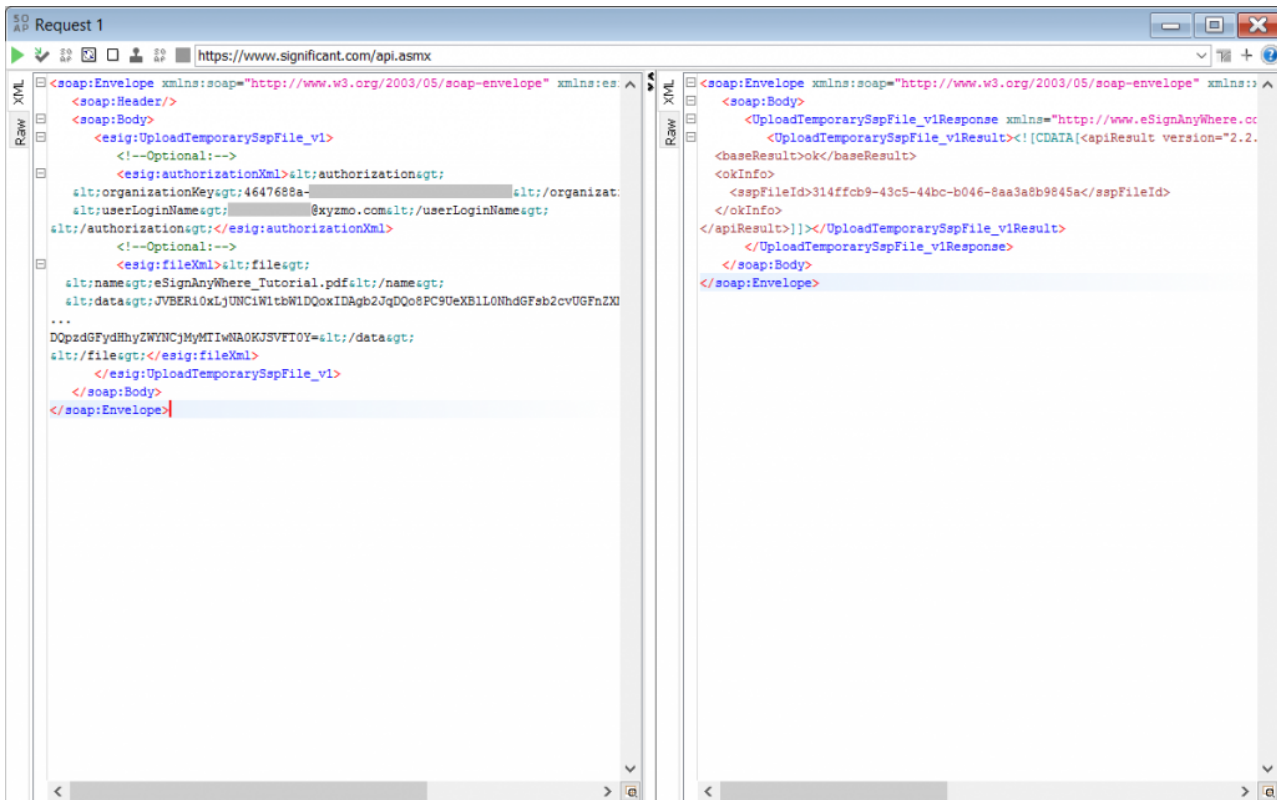 SO
AP Request 1
https://www.significant.com/api.asmx
XML
Raw
<soap:Envelope xmlns:soap="http://www.w3.org/2003/05/soap-envelope" xmlns:es
<soap:Header/>
<soap:Body>
<esig:UploadTemporarySspFile_v1>
<!--Optional:-->
<esig:authorizationXml>&lt;authorization&gt;
&lt;organizationKey&gt;4647688a- &lt;/organizat
&lt;userLoginName&gt; @xyzmo.com&lt;/userLoginName&gt;
&lt;/authorization&gt;</esig:authorizationXml>
<!--Optional:-->
<esig:fileXml>&lt;file&gt;
&lt;name&gt;eSignAnyWhere_Tutorial.pdf&lt;/name&gt;
...
DQpzdGFydHhyZWYNCjMyMTIwNA0KJSVFT0Y=&lt;/data&gt;
&lt;/file&gt;</esig:fileXml>
</esig:UploadTemporarySspFile_v1>
</soap:Body>
</soap:Envelope>
XML
Raw
<soap:Envelope xmlns:soap="http://www.w3.org/2003/05/soap-envelope" xmlns:
<soap:Body>
<UploadTemporarySspFile_v1Response xmlns="http://www.eSignAnyWhere.co
<UploadTemporarySspFile_v1Result><![CDATA[<apiResult version="2.2.
<baseResult>ok</baseResult>
<okInfo>
<sspFileId>314ffcb9-43c5-44bc-b046-8aa3a8b9845a</sspFileId>
</okInfo>
</apiResult>]]></UploadTemporarySspFile_v1Result>
</UploadTemporarySspFile_v1Response>
</soap:Body>
</soap:Envelope>